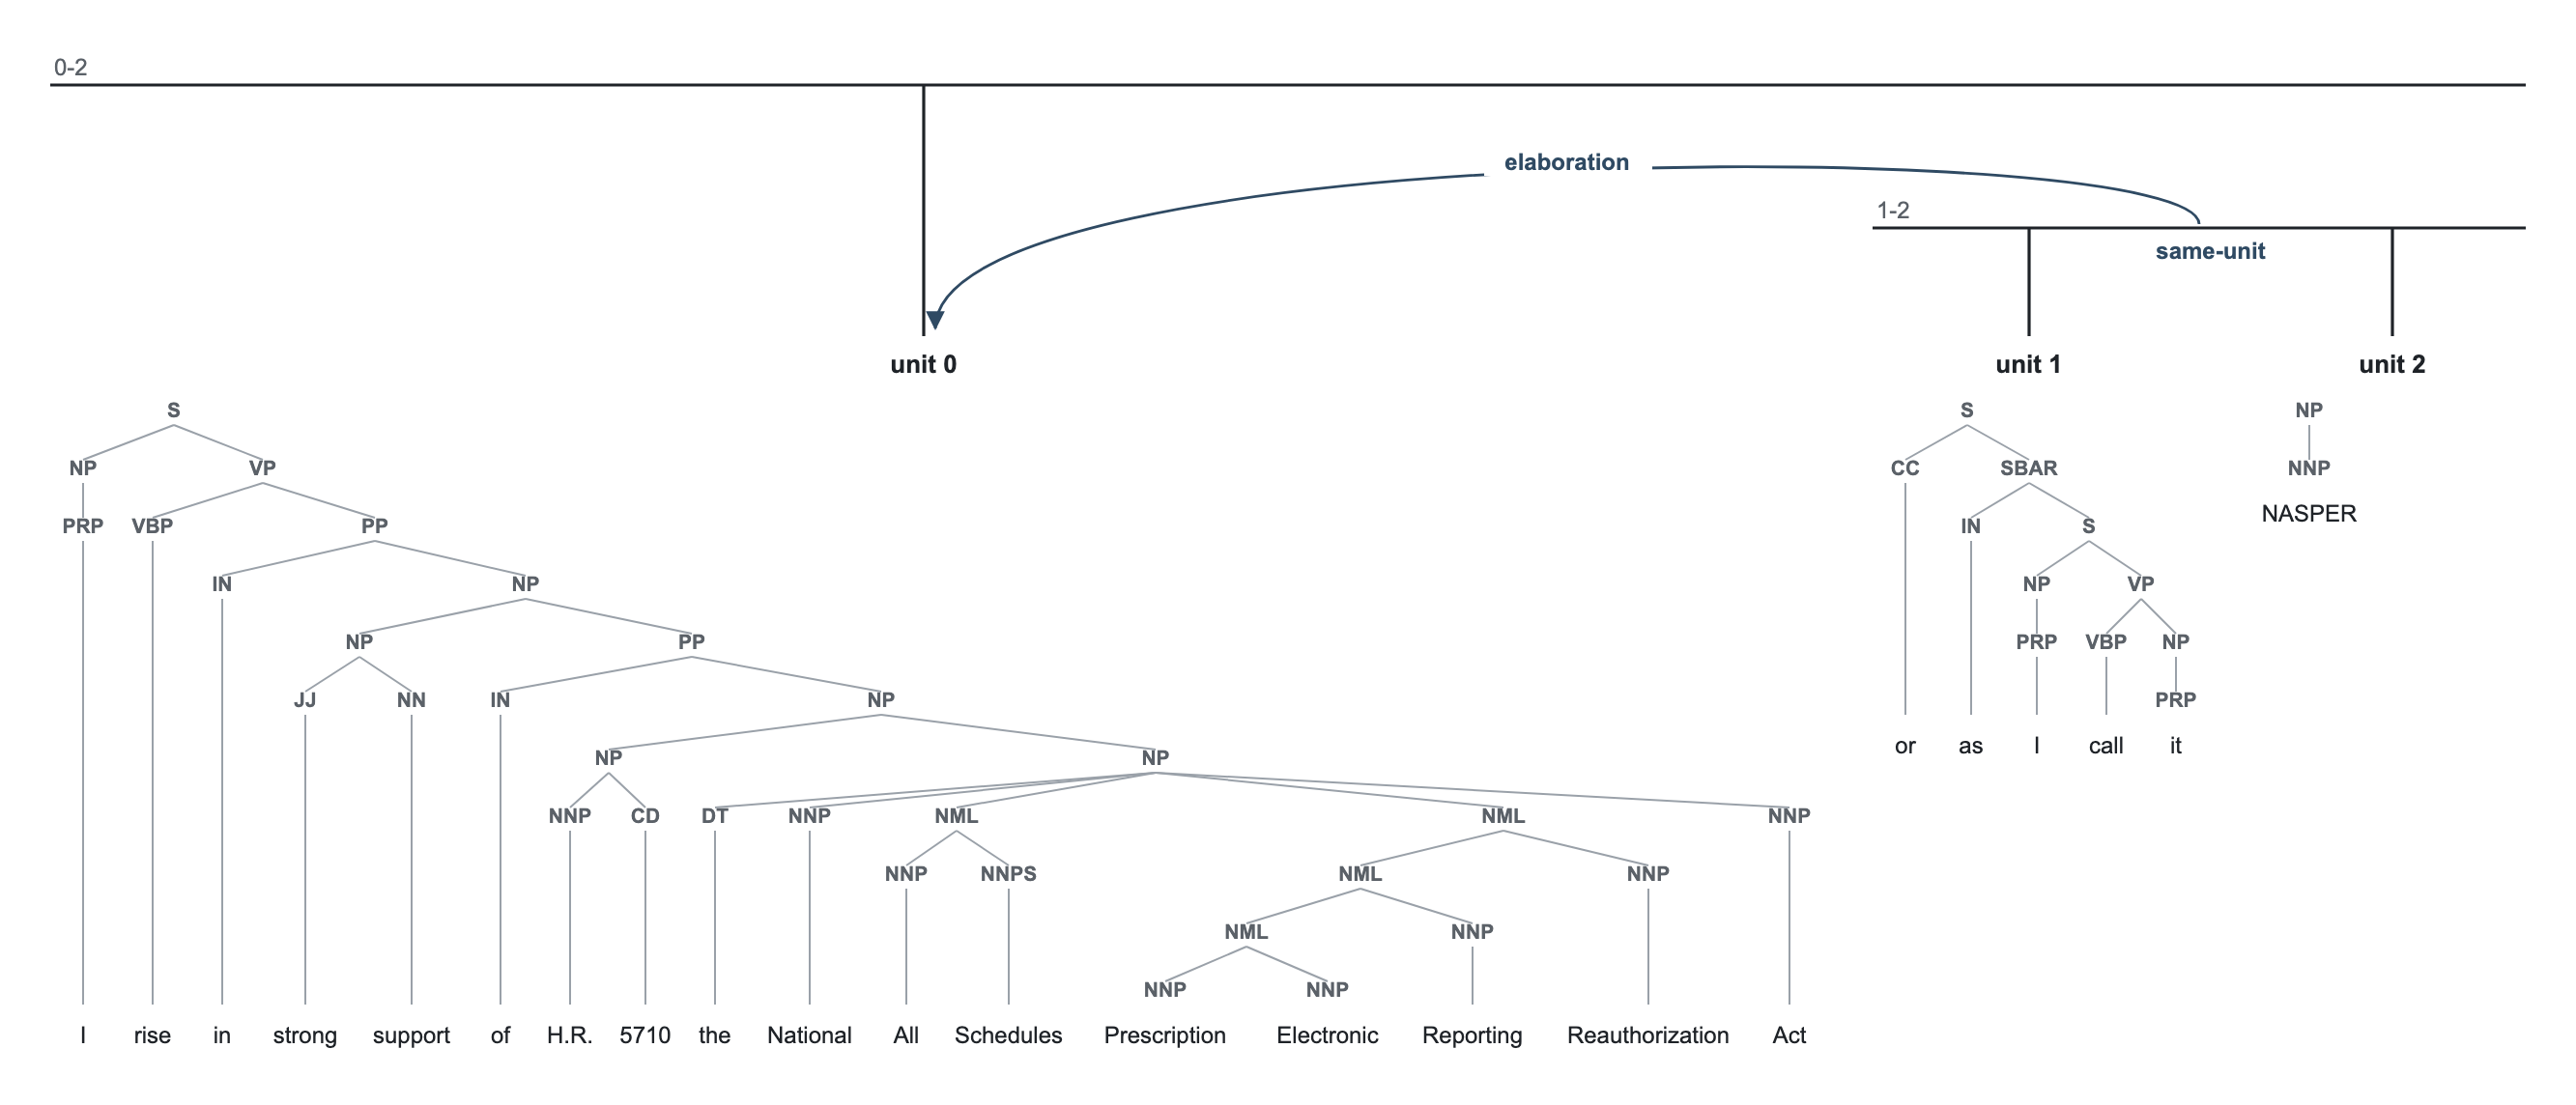 0-2
elaboration
1-2
same-unit
unit 0 unit 1 unit 2
S S NP
NP VP CC SBAR NNP
PRP VBP PP IN S NASPER
IN NP NP VP
NP PP PRP VBP NP
JJ NN IN NP PRP
NP NP or as I call it
NNP CD DT NNP NML NML NNP
NNP NNPS NML NNP
NML NNP
NNP NNP
I rise in strong support of H.R. 5710 the National All Schedules Prescription Electronic Reporting Reauthorization Act